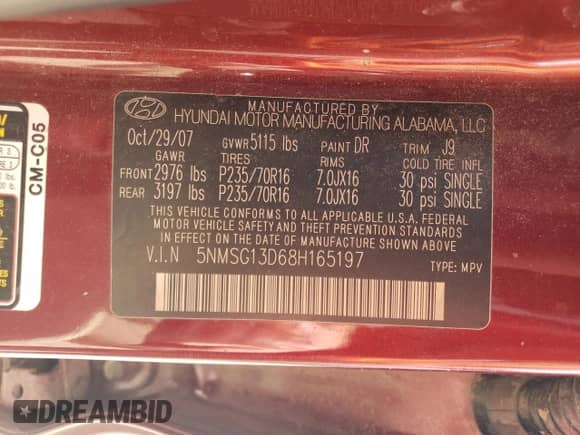 MANUFACTURED BY
HYUNDAI MOTOR MANUFACTURING ALABAMA, LLC
Oct/29/07 GVWR 5115 lbs PAINT DR TRIM J9
GAWR TIRES RIMS COLD TIRE INFL
FRONT 2976 lbs P235/70R16 7.0JX16 30 psi SINGLE
REAR 3197 lbs P235/70R16 7.0JX16 30 psi SINGLE
THIS VEHICLE CONFORMS TO ALL APPLICABLE U.S.A. FEDERAL
MOTOR VEHICLE SAFETY AND THEFT PREVENTION STANDARDS
IN EFFECT ON THE DATE OF MANUFACTURE SHOWN ABOVE.
V.I.N 5NMSG13D68H165197 TYPE: MPV
CM-C05
DREAMBID